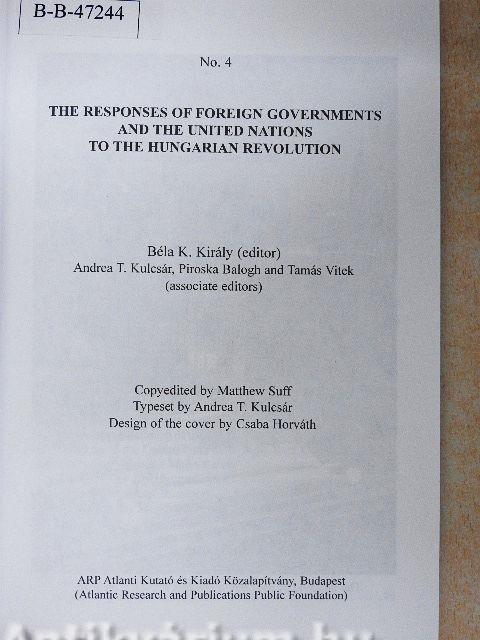 B-B-47244
No. 4
THE RESPONSES OF FOREIGN GOVERNMENTS
AND THE UNITED NATIONS
TO THE HUNGARIAN REVOLUTION
Béla K. Király (editor)
Andrea T. Kulcsár, Piroska Balogh and Tamás Vitek
(associate editors)
Copyedited by Matthew Suff
Typeset by Andrea T. Kulcsár
Design of the cover by Csaba Horváth
ARP Atlanti Kutató és Kiadó Közalapítvány, Budapest
(Atlantic Research and Publications Public Foundation)
Antikvárium.hu